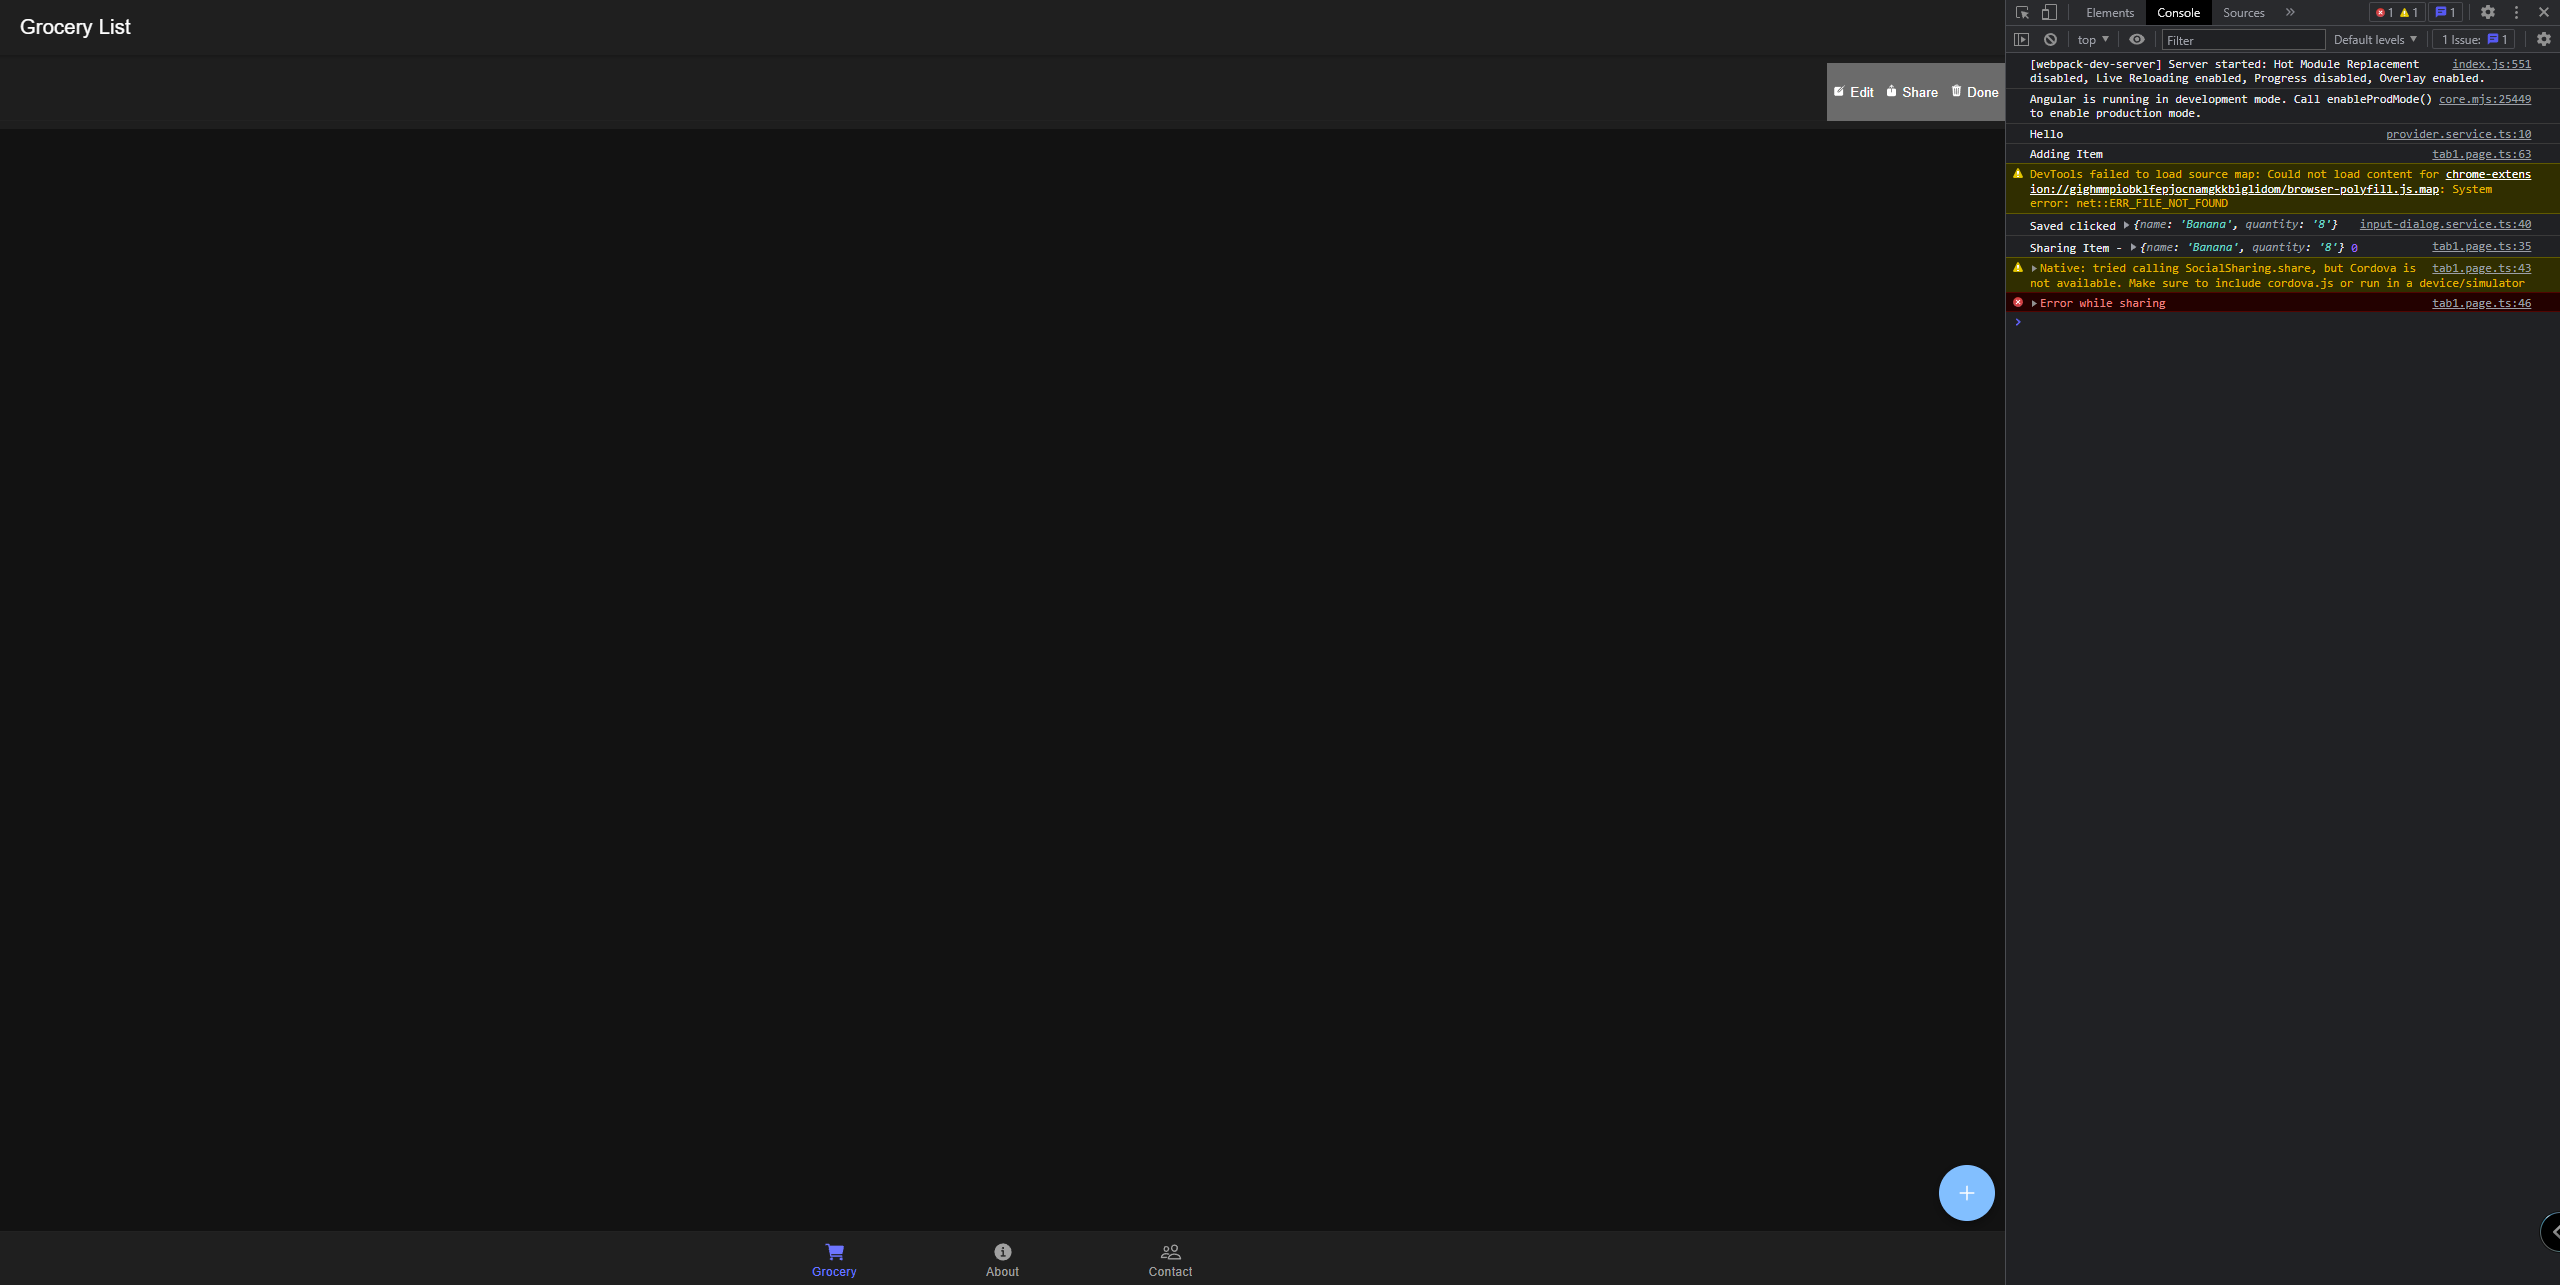 Grocery List
Edit Share Done
Grocery
About
Contact
Elements Console Sources 1 1 1
top Filter Default levels 1 Issue: 1
[webpack-dev-server] Server started: Hot Module Replacement index.js:551
disabled, Live Reloading enabled, Progress disabled, Overlay enabled.
Angular is running in development mode. Call enableProdMode() core.mjs:25449
to enable production mode.
Hello provider.service.ts:10
Adding Item tab1.page.ts:63
DevTools failed to load source map: Could not load content for chrome-extens
ion://gighmmpiobklfepjocnamgkkbiglidom/browser-polyfill.js.map: System
error: net::ERR_FILE_NOT_FOUND
Saved clicked {name: 'Banana', quantity: '8'} input-dialog.service.ts:40
Sharing Item - {name: 'Banana', quantity: '8'} 0 tab1.page.ts:35
Native: tried calling SocialSharing.share, but Cordova is tab1.page.ts:43
not available. Make sure to include cordova.js or run in a device/simulator
Error while sharing tab1.page.ts:46